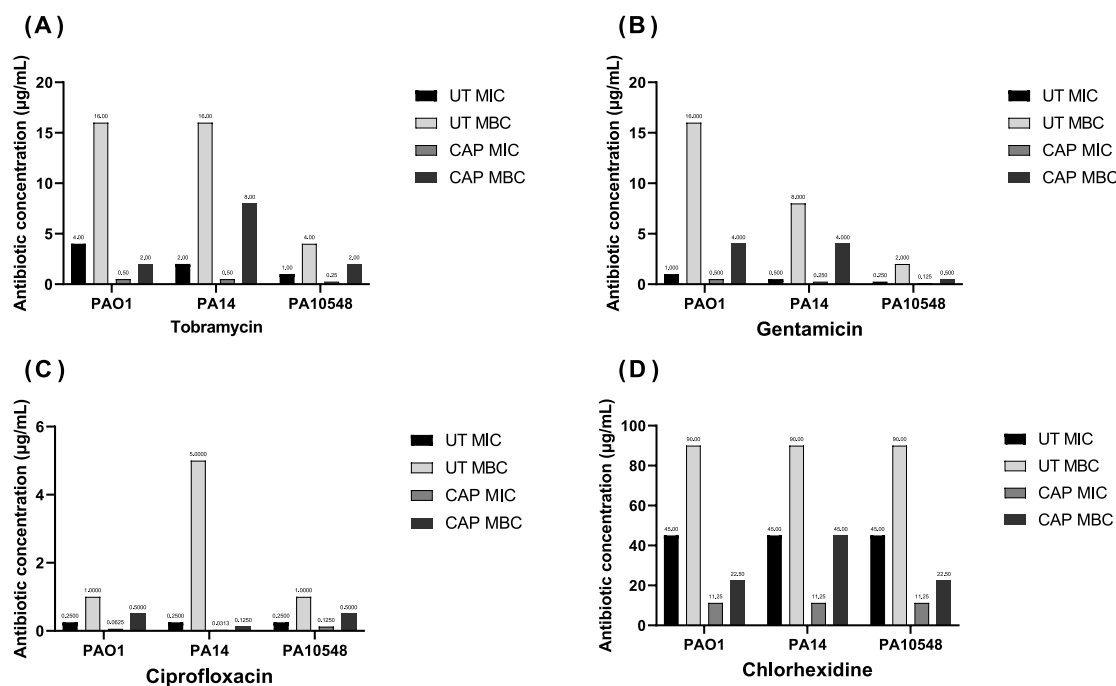 (A)
Antibiotic concentration (µg/mL)
20
15
10
5
0
4.00
16.00
0.50
2.00
2.00
16.00
0.50
8.00
1.00
4.00
0.25
2.00
PAO1 PA14 PA10548
Tobramycin
UT MIC
UT MBC
CAP MIC
CAP MBC
(B)
Antibiotic concentration (µg/mL)
20
15
10
5
0
1.000
16.000
0.500
4.000
0.500
8.000
0.250
4.000
0.250
2.000
0.125
0.500
PAO1 PA14 PA10548
Gentamicin
UT MIC
UT MBC
CAP MIC
CAP MBC
(C)
Antibiotic concentration (µg/mL)
6
4
2
0
0.2500
1.0000
0.0625
0.5000
0.2500
5.0000
0.0313
0.1250
0.2500
1.0000
0.1250
0.5000
PAO1 PA14 PA10548
Ciprofloxacin
UT MIC
UT MBC
CAP MIC
CAP MBC
(D)
Antibiotic concentration (µg/mL)
100
80
60
40
20
0
45.00
90.00
11.25
22.50
45.00
90.00
11.25
45.00
45.00
90.00
11.25
22.50
PAO1 PA14 PA10548
Chlorhexidine
UT MIC
UT MBC
CAP MIC
CAP MBC